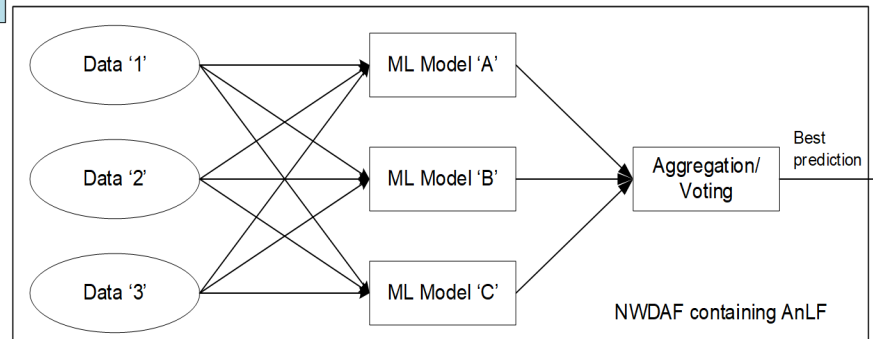 Data ‘1’
ML Model ‘A’
Data ‘2’
ML Model ‘B’
Aggregation/
Voting
Best
prediction
Data ‘3’
ML Model ‘C’
NWDAF containing AnLF